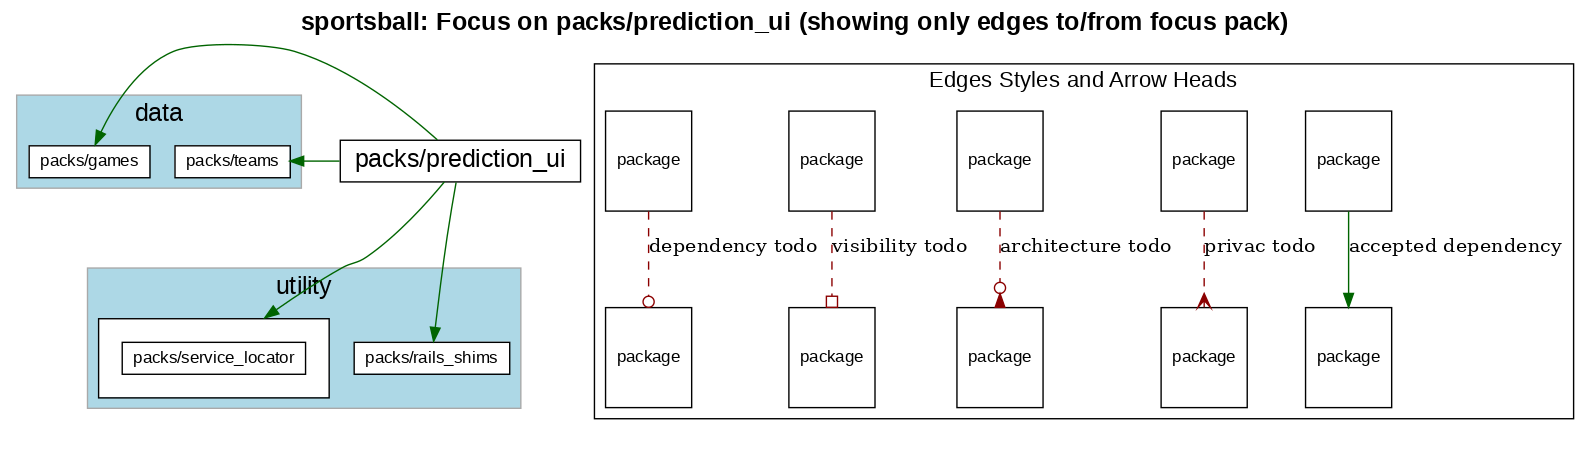 sportsball: Focus on packs/prediction_ui (showing only edges to/from focus pack)
data
packs/games
packs/teams
packs/prediction_ui
utility
packs/service_locator
packs/rails_shims
Edges Styles and Arrow Heads
package
package
package
package
package
dependency todo
visibility todo
architecture todo
privac todo
accepted dependency
package
package
package
package
package